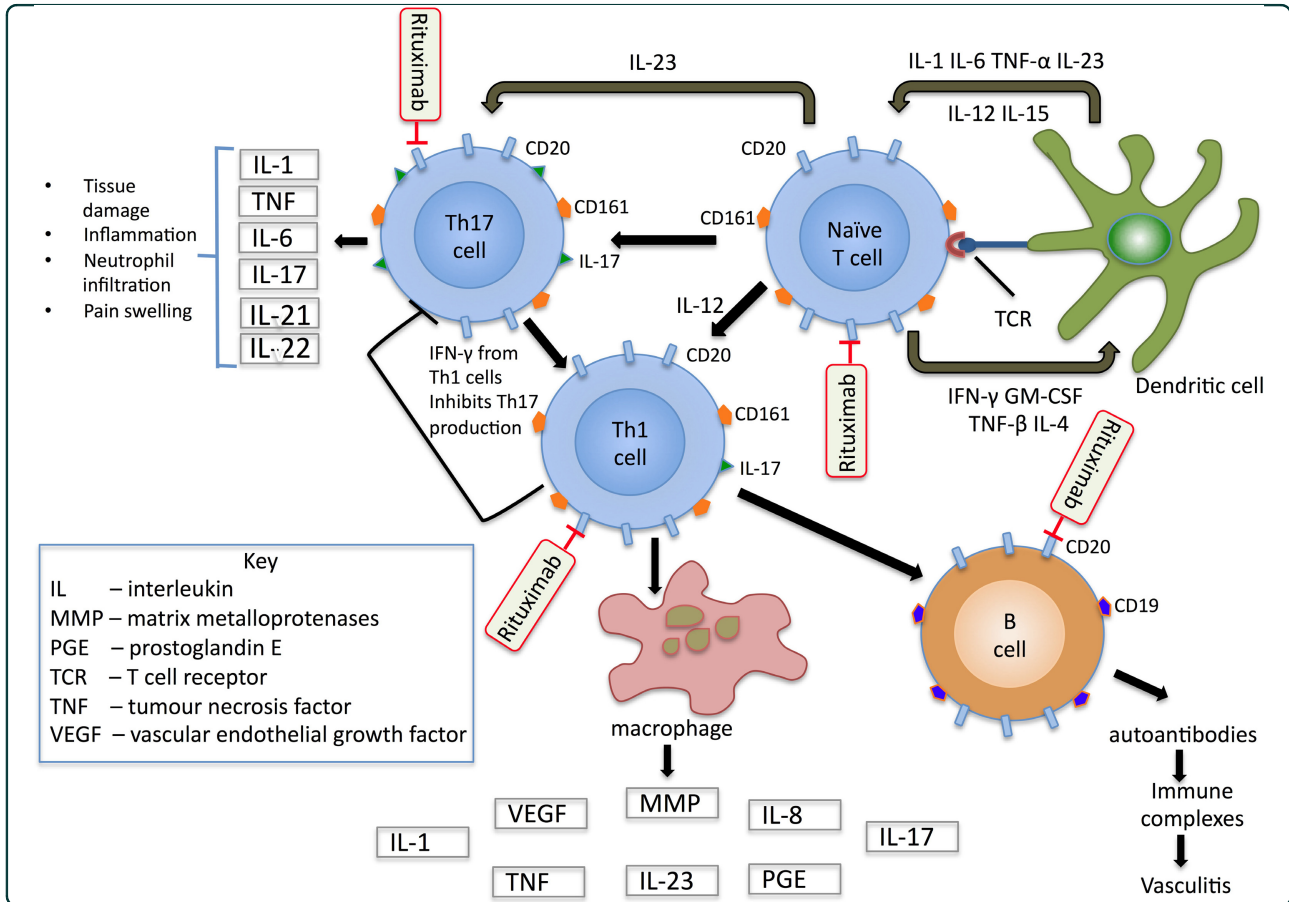 Rituximab
IL-23
IL-1 IL-6 TNF-α IL-23
IL-12 IL-15
CD20
CD20
IL-1
TNF
IL-6
IL-17
IL-21
IL-22
• Tissue
damage
• Inflammation
• Neutrophil
infiltration
• Pain swelling
Th17
cell
CD161
IL-17
CD161
Naïve
T cell
TCR
Dendritic cell
IL-12
CD20
IFN-γ from
Th1 cells
Inhibits Th17
production
Rituximab
IFN-γ GM-CSF
TNF-β IL-4
Th1
cell
CD161
IL-17
Rituximab
Rituximab
CD20
CD19
B
cell
Key
IL – interleukin
MMP – matrix metalloprotenases
PGE – prostoglandin E
TCR – T cell receptor
TNF – tumour necrosis factor
VEGF – vascular endothelial growth factor
macrophage
autoantibodies
Immune
complexes
Vasculitis
IL-1
VEGF
MMP
IL-8
IL-17
TNF
IL-23
PGE